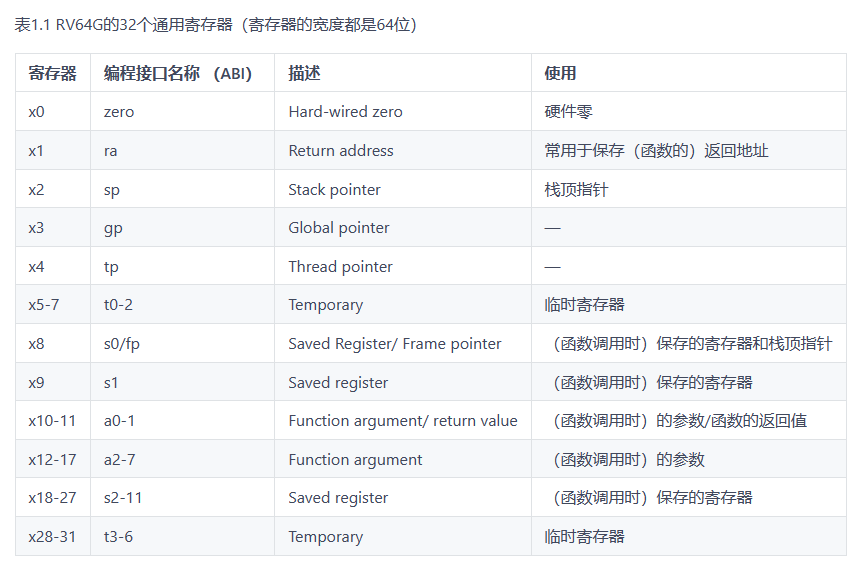 表1.1 RV64G的32个通用寄存器（寄存器的宽度都是64位）
寄存器 编程接口名称 （ABI） 描述 使用
x0 zero Hard-wired zero 硬件零
x1 ra Return address 常用于保存（函数的）返回地址
x2 sp Stack pointer 栈顶指针
x3 gp Global pointer —
x4 tp Thread pointer —
x5-7 t0-2 Temporary 临时寄存器
x8 s0/fp Saved Register/ Frame pointer （函数调用时）保存的寄存器和栈顶指针
x9 s1 Saved register （函数调用时）保存的寄存器
x10-11 a0-1 Function argument/ return value （函数调用时）的参数/函数的返回值
x12-17 a2-7 Function argument （函数调用时）的参数
x18-27 s2-11 Saved register （函数调用时）保存的寄存器
x28-31 t3-6 Temporary 临时寄存器